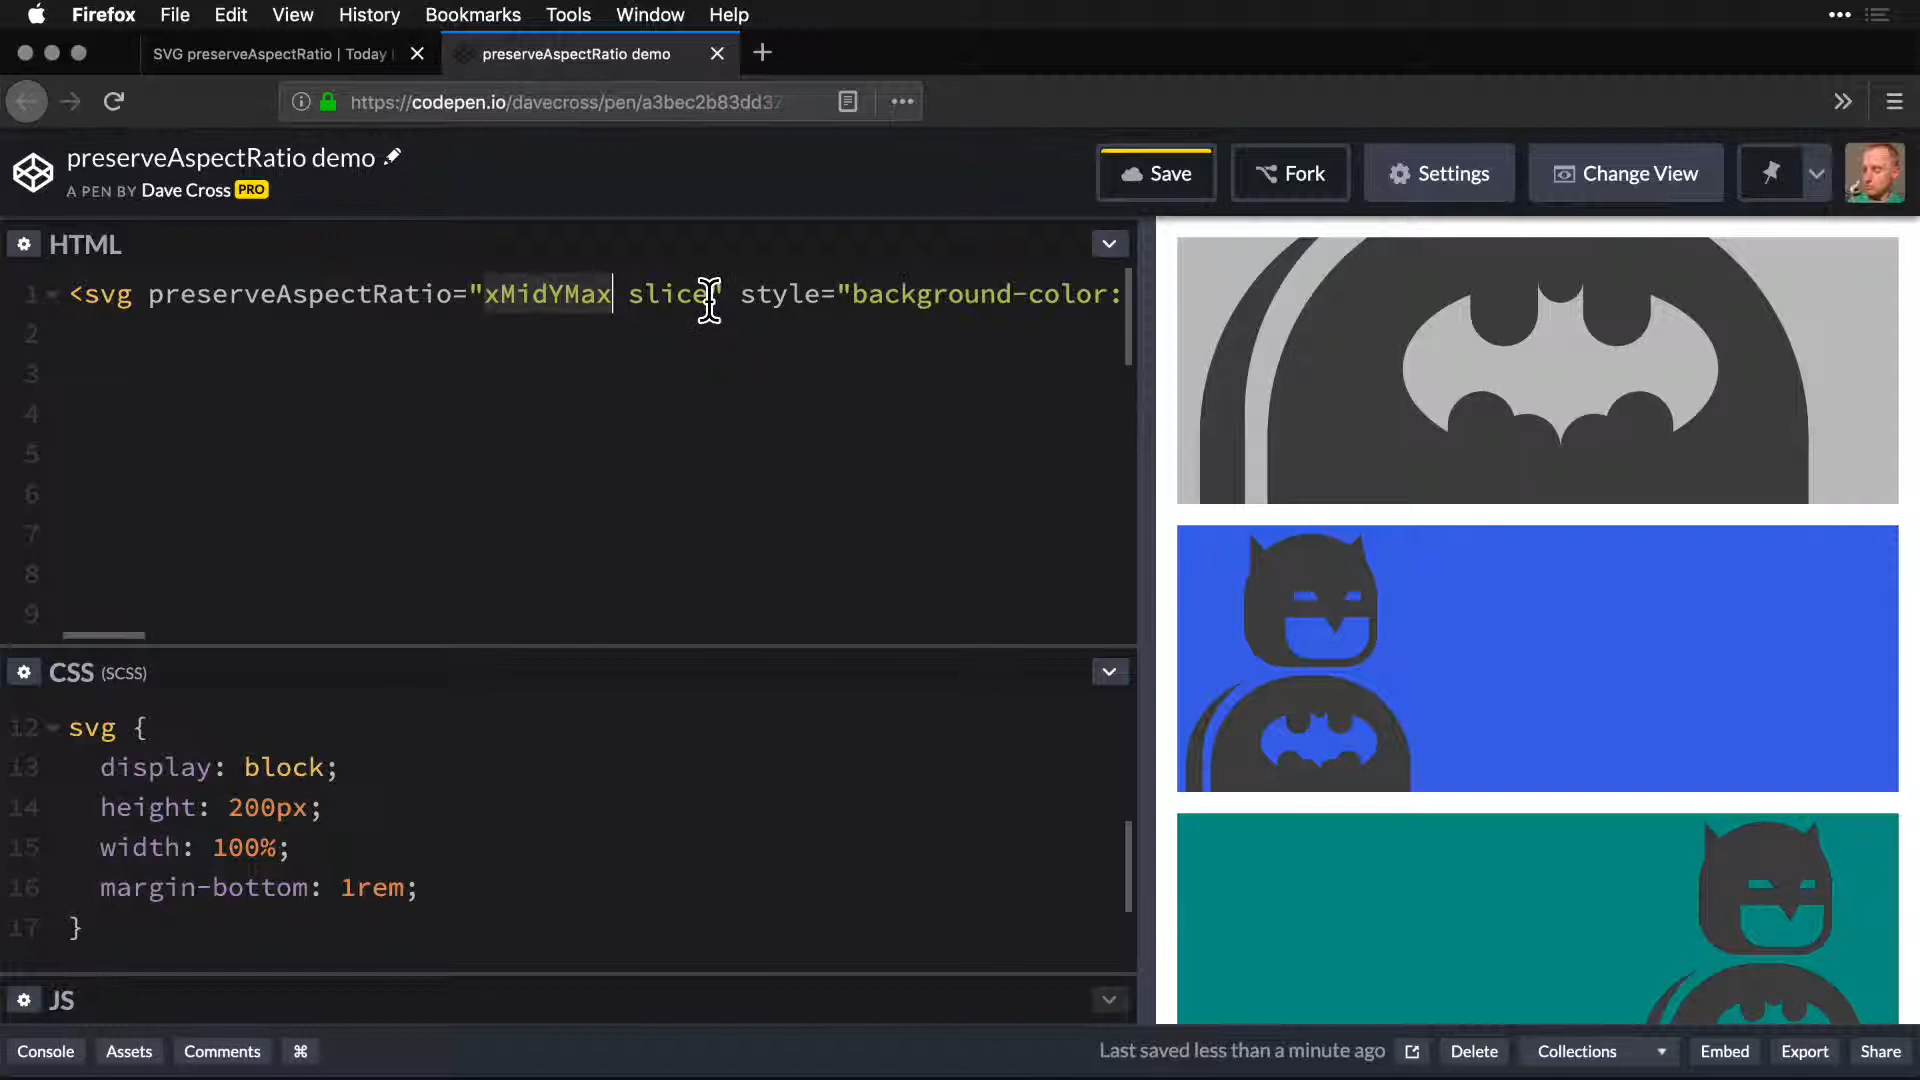 Firefox File Edit View History Bookmarks Tools Window Help
SVG preserveAspectRatio | Today
preserveAspectRatio demo
https://codepen.io/davecross/pen/a3bec2b83dd37
preserveAspectRatio demo
A PEN BY Dave Cross PRO
Save
Fork
Settings
Change View
HTML
1 <svg preserveAspectRatio="xMidYMax slice" style="background-color:
2
3
4
5
6
7
8
9
CSS (SCSS)
12 svg {
13 display: block;
14 height: 200px;
15 width: 100%;
16 margin-bottom: 1rem;
17 }
JS
Console Assets Comments ⌘ Last saved less than a minute ago Delete Collections Embed Export Share